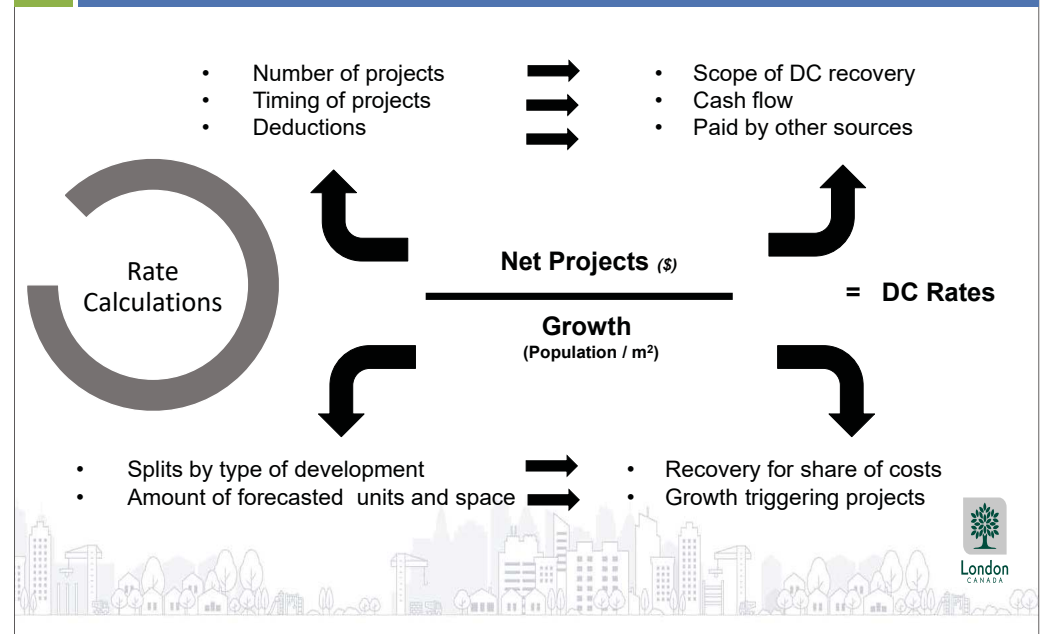 • Number of projects
• Timing of projects
• Deductions
• Scope of DC recovery
• Cash flow
• Paid by other sources
Rate
Calculations
Net Projects ($)
Growth
(Population / m²)
= DC Rates
• Splits by type of development
• Amount of forecasted units and space
• Recovery for share of costs
• Growth triggering projects
London
CANADA